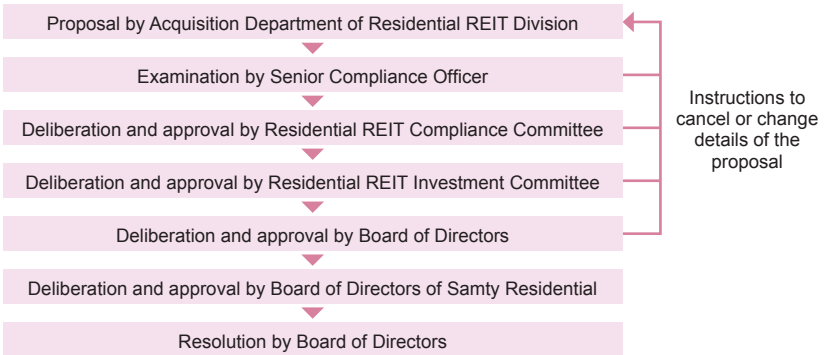 Proposal by Acquisition Department of Residential REIT Division
Examination by Senior Compliance Officer
Deliberation and approval by Residential REIT Compliance Committee
Deliberation and approval by Residential REIT Investment Committee
Deliberation and approval by Board of Directors
Deliberation and approval by Board of Directors of Samty Residential
Resolution by Board of Directors
Instructions to
cancel or change
details of the
proposal